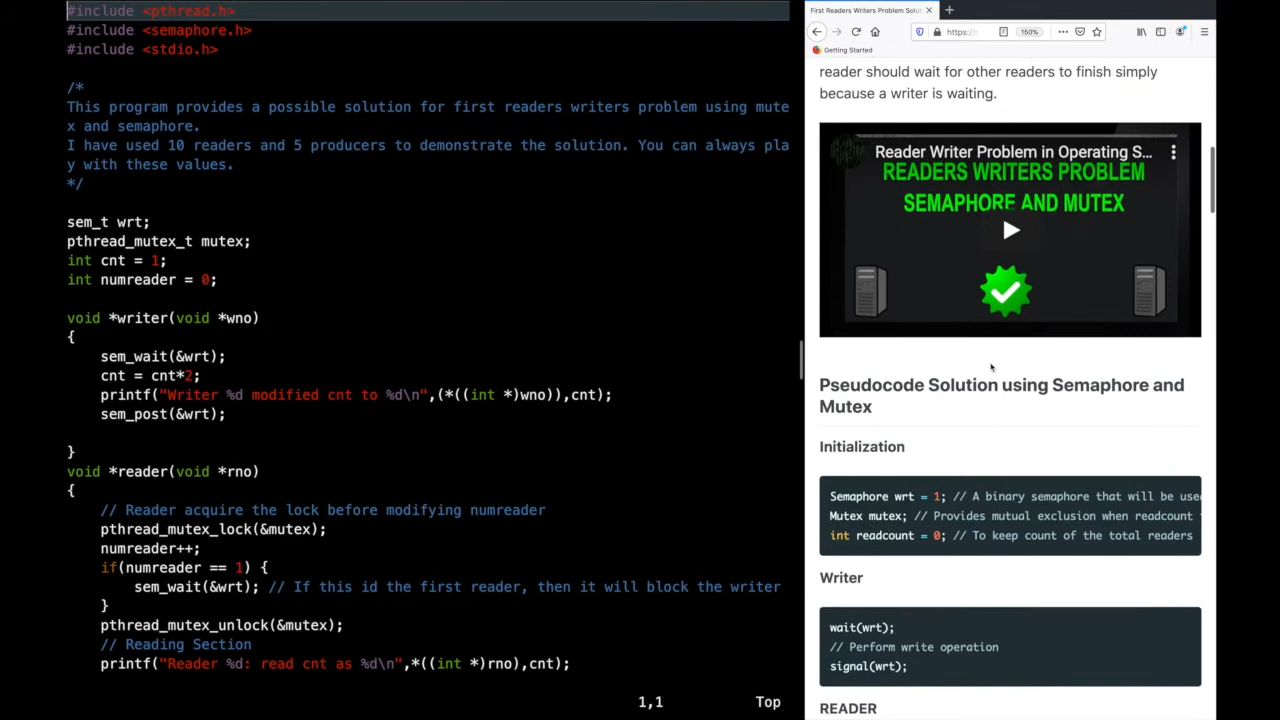 #include <pthread.h>
#include <semaphore.h>
#include <stdio.h>
/*
This program provides a possible solution for first readers writers problem using mute
x and semaphore.
I have used 10 readers and 5 producers to demonstrate the solution. You can always pla
y with these values.
*/
sem_t wrt;
pthread_mutex_t mutex;
int cnt = 1;
int numreader = 0;
void *writer(void *wno)
{
sem_wait(&wrt);
cnt = cnt*2;
printf("Writer %d modified cnt to %d\n",(*((int *)wno)),cnt);
sem_post(&wrt);
}
void *reader(void *rno)
{
// Reader acquire the lock before modifying numreader
pthread_mutex_lock(&mutex);
numreader++;
if(numreader == 1) {
sem_wait(&wrt); // If this id the first reader, then it will block the writer
}
pthread_mutex_unlock(&mutex);
// Reading Section
printf("Reader %d: read cnt as %d\n",*((int *)rno),cnt);
1,1 Top
First Readers Writers Problem Solut
https://
150%
Getting Started
reader should wait for other readers to finish simply
because a writer is waiting.
Reader Writer Problem in Operating S...
READERS WRITERS PROBLEM
SEMAPHORE AND MUTEX
Pseudocode Solution using Semaphore and
Mutex
Initialization
Semaphore wrt = 1; // A binary semaphore that will be use
Mutex mutex; // Provides mutual exclusion when readcount
int readcount = 0; // To keep count of the total readers
Writer
wait(wrt);
// Perform write operation
signal(wrt);
READER